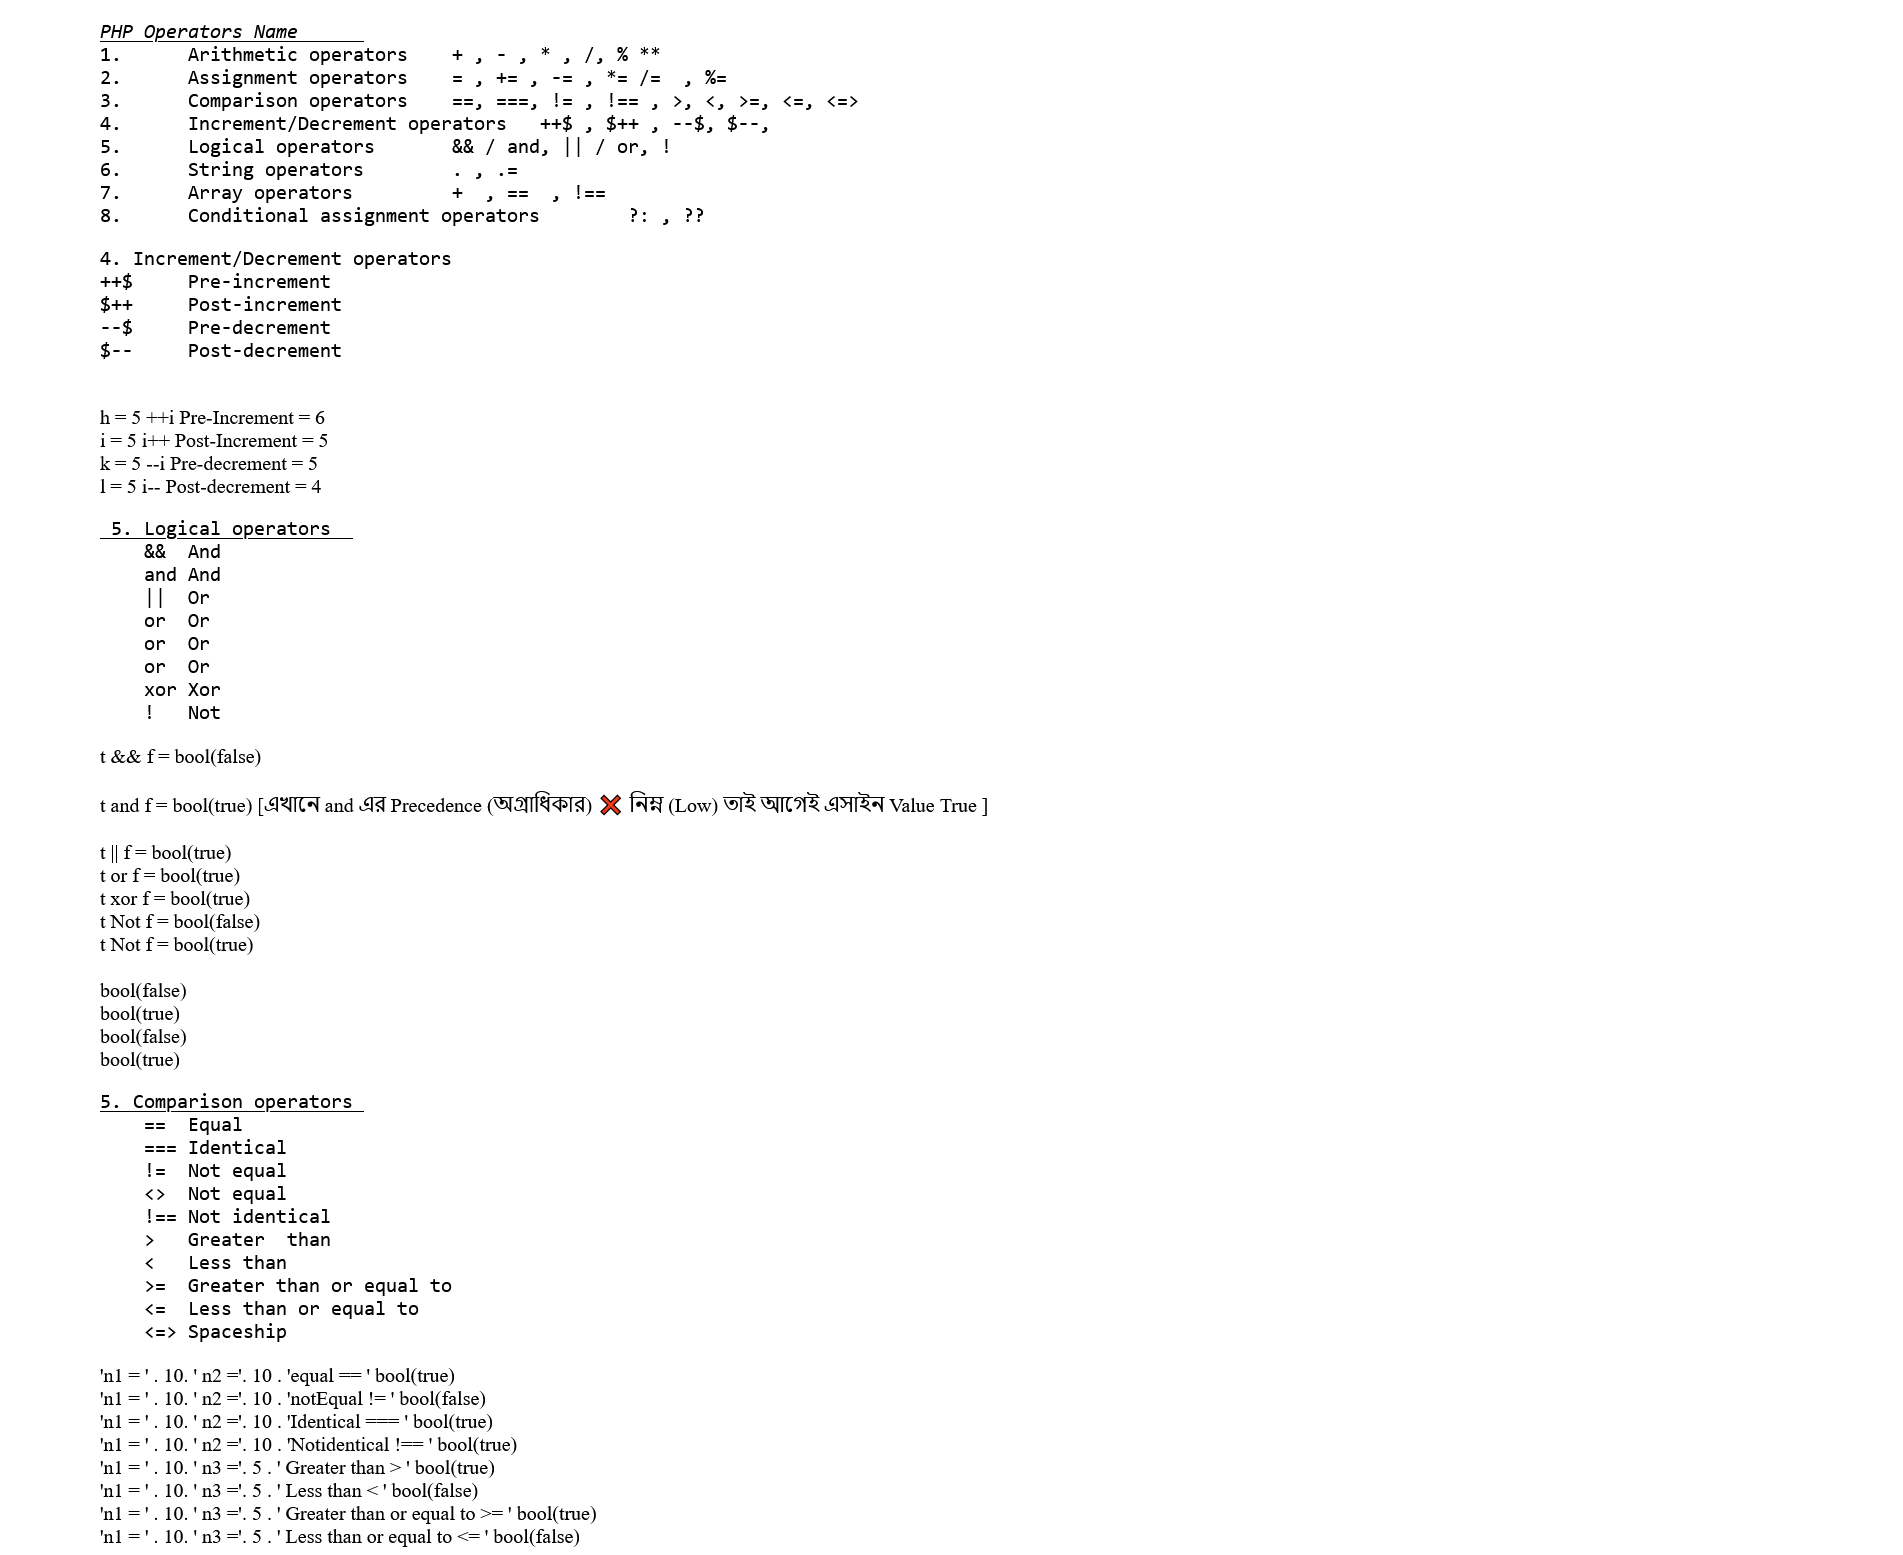 PHP Operators Name
1. Arithmetic operators + , - , * , /, % **
2. Assignment operators = , += , -= , *= /= , %=
3. Comparison operators ==, ===, != , !== , >, <, >=, <=, <=>
4. Increment/Decrement operators ++$ , $++ , --$, $--,
5. Logical operators && / and, || / or, !
6. String operators . , .=
7. Array operators + , == , !==
8. Conditional assignment operators ?: , ??
4. Increment/Decrement operators
++$ Pre-increment
$++ Post-increment
--$ Pre-decrement
$-- Post-decrement
h = 5 ++i Pre-Increment = 6
i = 5 i++ Post-Increment = 5
k = 5 --i Pre-decrement = 5
l = 5 i-- Post-decrement = 4
5. Logical operators
&& And
and And
|| Or
or Or
or Or
or Or
xor Xor
! Not
t && f = bool(false)
t and f = bool(true) [এখানে and এর Precedence (অগ্রাধিকার) ❌ নিম্ন (Low) তাই আগেই এসাইন Value True ]
t || f = bool(true)
t or f = bool(true)
t xor f = bool(true)
t Not f = bool(false)
t Not f = bool(true)
bool(false)
bool(true)
bool(false)
bool(true)
5. Comparison operators
== Equal
=== Identical
!= Not equal
<> Not equal
!== Not identical
> Greater than
< Less than
>= Greater than or equal to
<= Less than or equal to
<=> Spaceship
'n1 = ' . 10. ' n2 ='. 10 . 'equal == ' bool(true)
'n1 = ' . 10. ' n2 ='. 10 . 'notEqual != ' bool(false)
'n1 = ' . 10. ' n2 ='. 10 . 'Identical === ' bool(true)
'n1 = ' . 10. ' n2 ='. 10 . 'Notidentical !== ' bool(true)
'n1 = ' . 10. ' n3 ='. 5 . ' Greater than > ' bool(true)
'n1 = ' . 10. ' n3 ='. 5 . ' Less than < ' bool(false)
'n1 = ' . 10. ' n3 ='. 5 . ' Greater than or equal to >= ' bool(true)
'n1 = ' . 10. ' n3 ='. 5 . ' Less than or equal to <= ' bool(false)